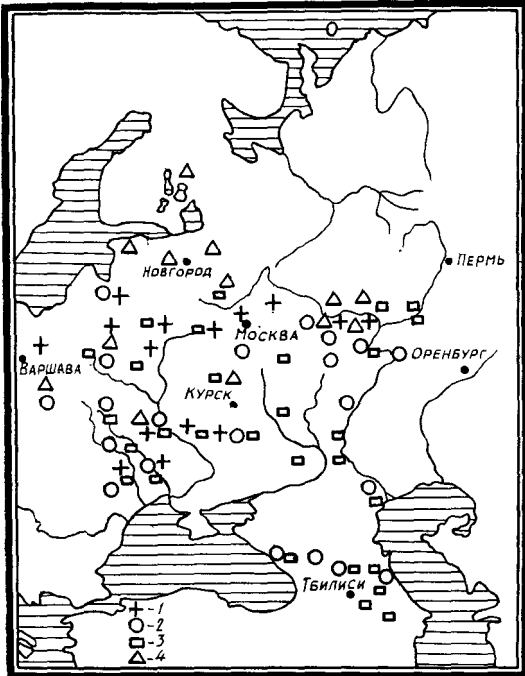 НОВГОРОД
ПЕРМЬ
МОСКВА
ОРЕНБУРГ
ВАРШАВА
КУРСК
ТБИЛИСИ
-1
-2
-3
-4